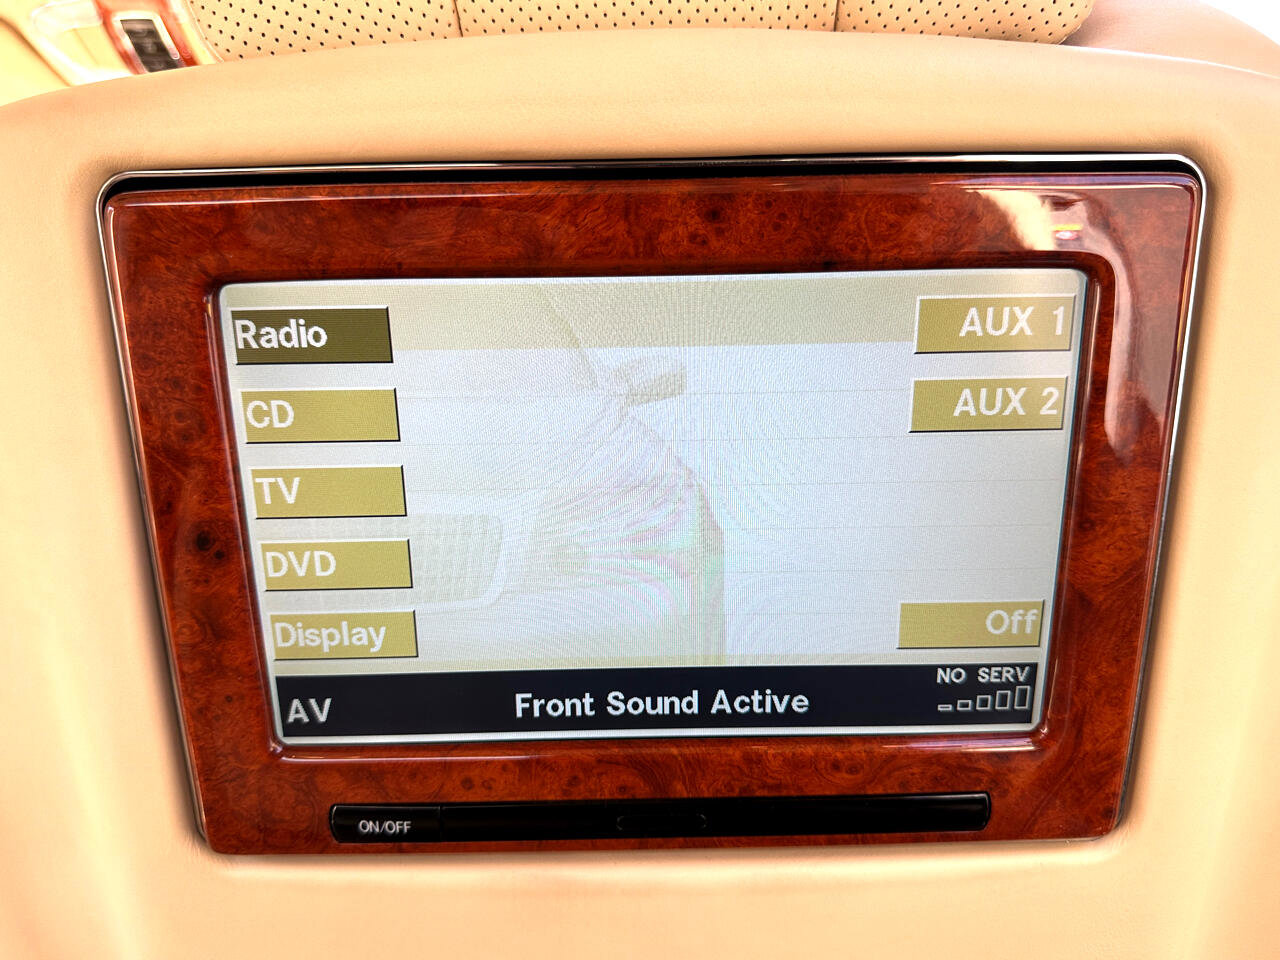 Radio
AUX 1
CD
AUX 2
TV
DVD
Display
Off
AV
Front Sound Active
NO SERV
ON/OFF